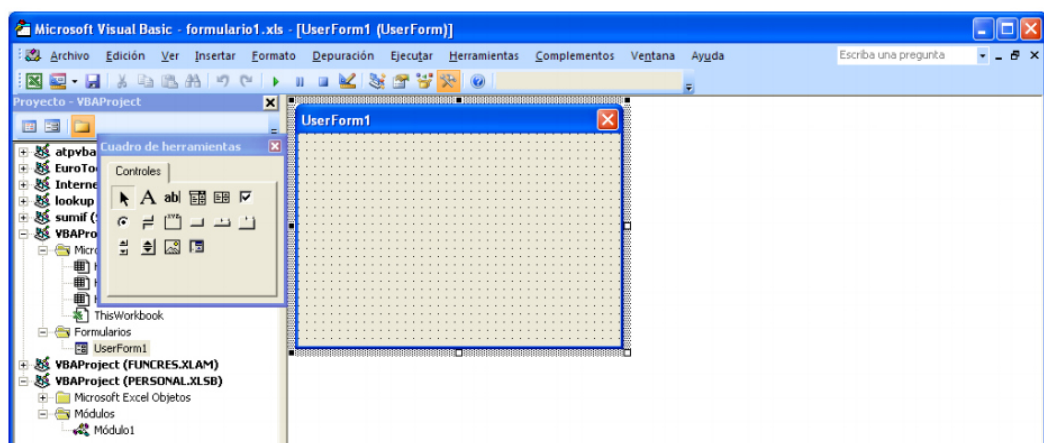 Microsoft Visual Basic - formulario1.xls - [UserForm1 (UserForm)]
Archivo Edición Ver Insertar Formato Depuración Ejecutar Herramientas Complementos Ventana Ayuda Escriba una pregunta
Proyecto - VBAProject
UserForm1
Cuadro de herramientas
Controles
atpvba
EuroToo
Interne
lookup
sumif (
VBAPro
Micro
ThisWorkbook
Formularios
UserForm1
VBAProject (FUNCRES.XLAM)
VBAProject (PERSONAL.XLSB)
Microsoft Excel Objetos
Módulos
Módulo1